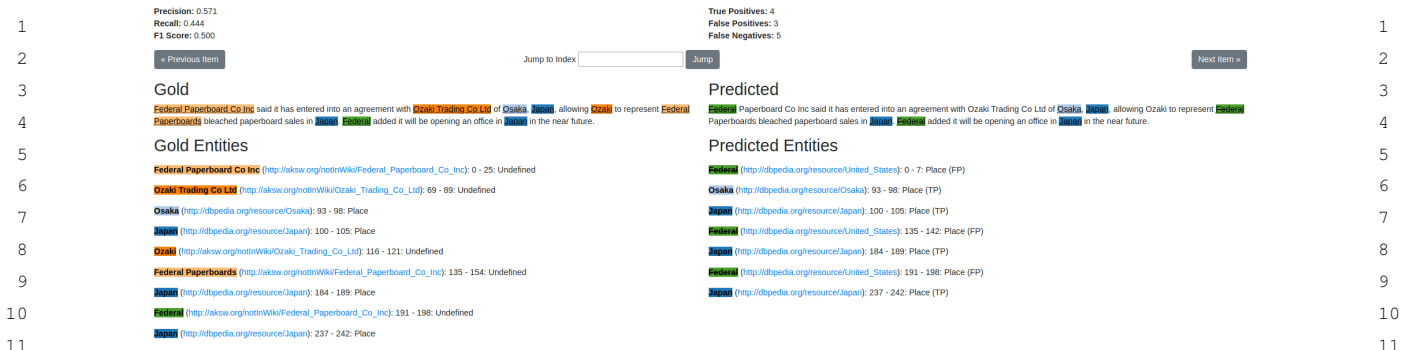 Precision: 0.571
Recall: 0.444
F1 Score: 0.500
True Positives: 4
False Positives: 3
False Negatives: 5
« Previous Item
Jump to Index
Jump
Next Item »
Gold
Federal Paperboard Co Inc said it has entered into an agreement with Ozaki Trading Co Ltd of Osaka, Japan, allowing Ozaki to represent Federal
Paperboards bleached paperboard sales in Japan. Federal added it will be opening an office in Japan in the near future.
Gold Entities
Federal Paperboard Co Inc (http://aksw.org/notInWiki/Federal_Paperboard_Co_Inc): 0 - 25: Undefined
Ozaki Trading Co Ltd (http://aksw.org/notInWiki/Ozaki_Trading_Co_Ltd): 69 - 89: Undefined
Osaka (http://dbpedia.org/resource/Osaka): 93 - 98: Place
Japan (http://dbpedia.org/resource/Japan): 100 - 105: Place
Ozaki (http://aksw.org/notInWiki/Ozaki_Trading_Co_Ltd): 116 - 121: Undefined
Federal Paperboards (http://aksw.org/notInWiki/Federal_Paperboard_Co_Inc): 135 - 154: Undefined
Japan (http://dbpedia.org/resource/Japan): 184 - 189: Place
Federal (http://aksw.org/notInWiki/Federal_Paperboard_Co_Inc): 191 - 198: Undefined
Japan (http://dbpedia.org/resource/Japan): 237 - 242: Place
Predicted
Federal Paperboard Co Inc said it has entered into an agreement with Ozaki Trading Co Ltd of Osaka, Japan, allowing Ozaki to represent Federal
Paperboards bleached paperboard sales in Japan. Federal added it will be opening an office in Japan in the near future.
Predicted Entities
Federal (http://dbpedia.org/resource/United_States): 0 - 7: Place (FP)
Osaka (http://dbpedia.org/resource/Osaka): 93 - 98: Place (TP)
Japan (http://dbpedia.org/resource/Japan): 100 - 105: Place (TP)
Federal (http://dbpedia.org/resource/United_States): 135 - 142: Place (FP)
Japan (http://dbpedia.org/resource/Japan): 184 - 189: Place (TP)
Federal (http://dbpedia.org/resource/United_States): 191 - 198: Place (FP)
Japan (http://dbpedia.org/resource/Japan): 237 - 242: Place (TP)
1
2
3
4
5
6
7
8
9
10
11
1
2
3
4
5
6
7
8
9
10
11